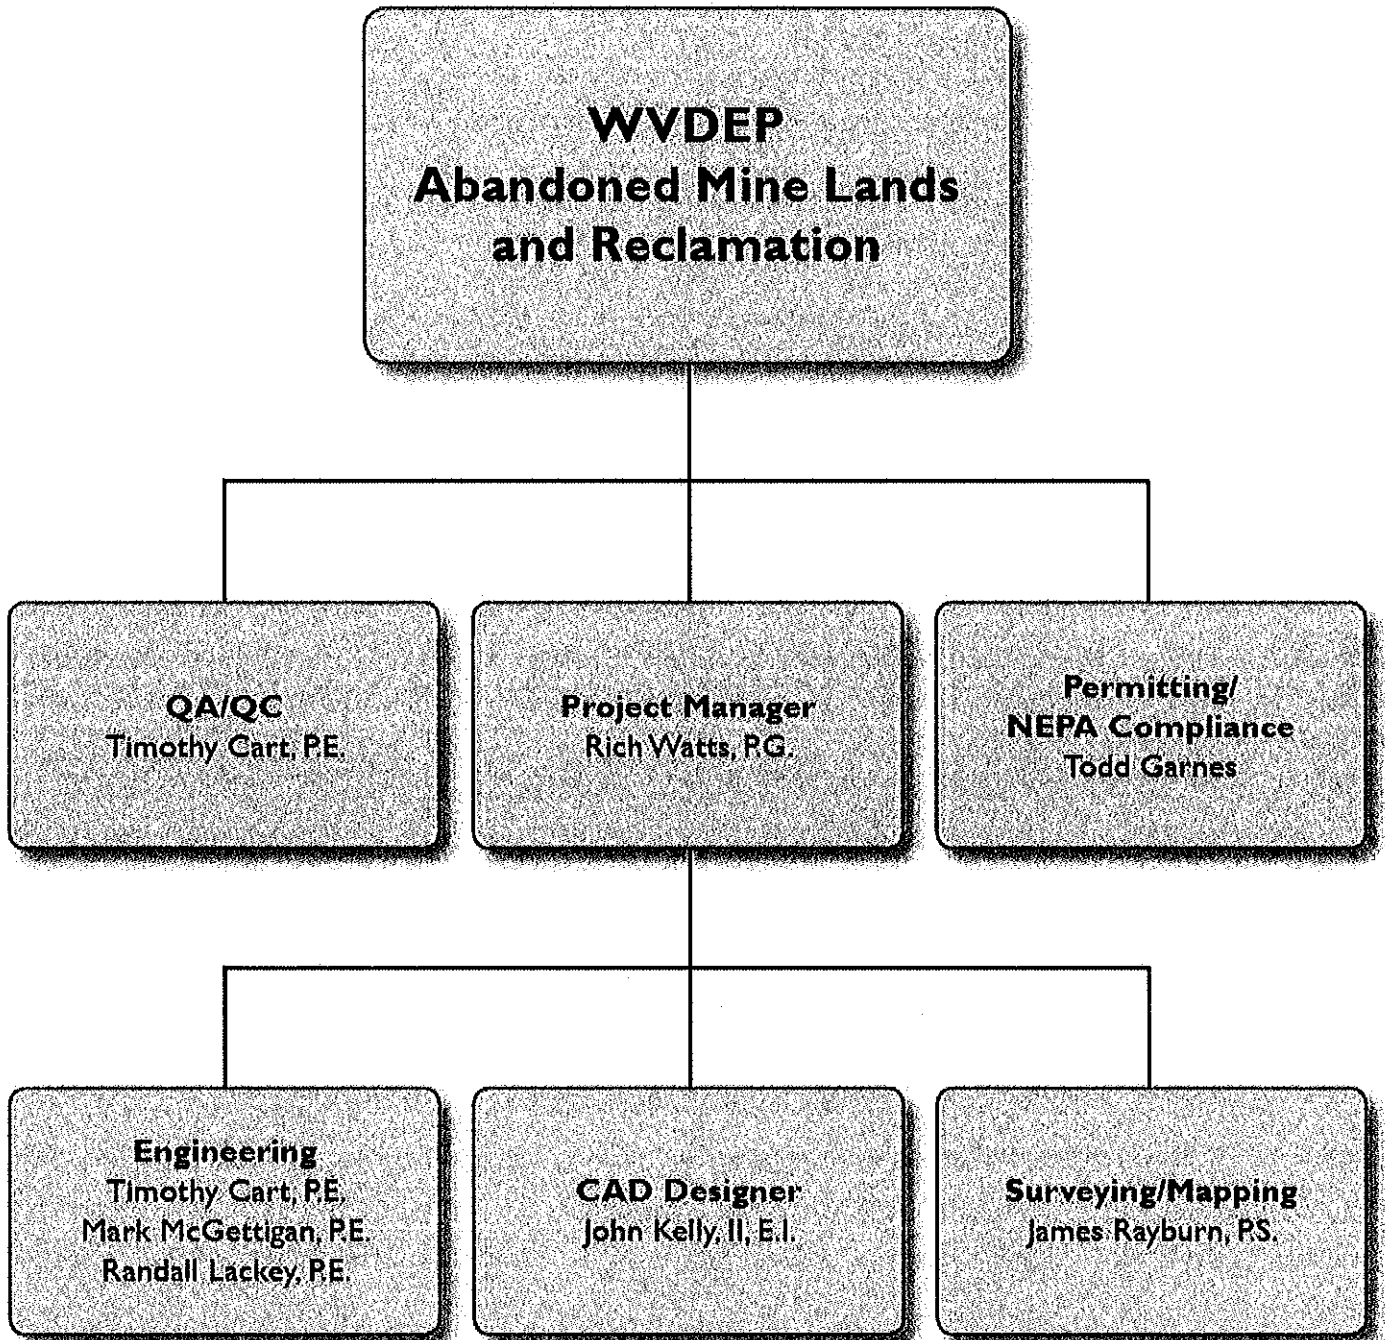 WVDEP
Abandoned Mine Lands
and Reclamation
QA/QC
Timothy Cart, P.E.
Project Manager
Rich Watts, P.G.
Permitting/
NEPA Compliance
Todd Garnes
Engineering
Timothy Cart, P.E.
Mark McGettigan, P.E.
Randall Lackey, P.E.
CAD Designer
John Kelly, II, E.I.
Surveying/Mapping
James Rayburn, P.S.